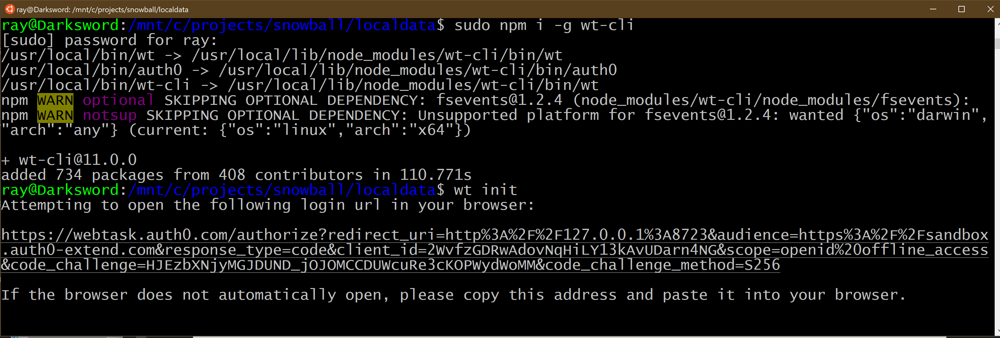 ray@Darksword: /mnt/c/projects/snowball/localdata
ray@Darksword:/mnt/c/projects/snowball/localdata$ sudo npm i -g wt-cli
[sudo] password for ray:
/usr/local/bin/wt -> /usr/local/lib/node_modules/wt-cli/bin/wt
/usr/local/bin/auth0 -> /usr/local/lib/node_modules/wt-cli/bin/auth0
/usr/local/bin/wt-cli -> /usr/local/lib/node_modules/wt-cli/bin/wt
npm WARN optional SKIPPING OPTIONAL DEPENDENCY: fsevents@1.2.4 (node_modules/wt-cli/node_modules/fsevents):
npm WARN notsup SKIPPING OPTIONAL DEPENDENCY: Unsupported platform for fsevents@1.2.4: wanted {"os":"darwin",
"arch":"any"} (current: {"os":"linux","arch":"x64"})
+ wt-cli@11.0.0
added 734 packages from 408 contributors in 110.771s
ray@Darksword:/mnt/c/projects/snowball/localdata$ wt init
Attempting to open the following login url in your browser:
https://webtask.auth0.com/authorize?redirect_uri=http%3A%2F%2F127.0.0.1%3A8723&audience=https%3A%2F%2Fsandbox
.auth0-extend.com&response_type=code&client_id=2WvfzGDRwAdovNqHiLY13kAvUDarn4NG&scope=openid%20offline_access
&code_challenge=HJEzbXNjyMGJDUND_jOJOMCCDUWcuRe3cKOPWydWoMM&code_challenge_method=S256
If the browser does not automatically open, please copy this address and paste it into your browser.